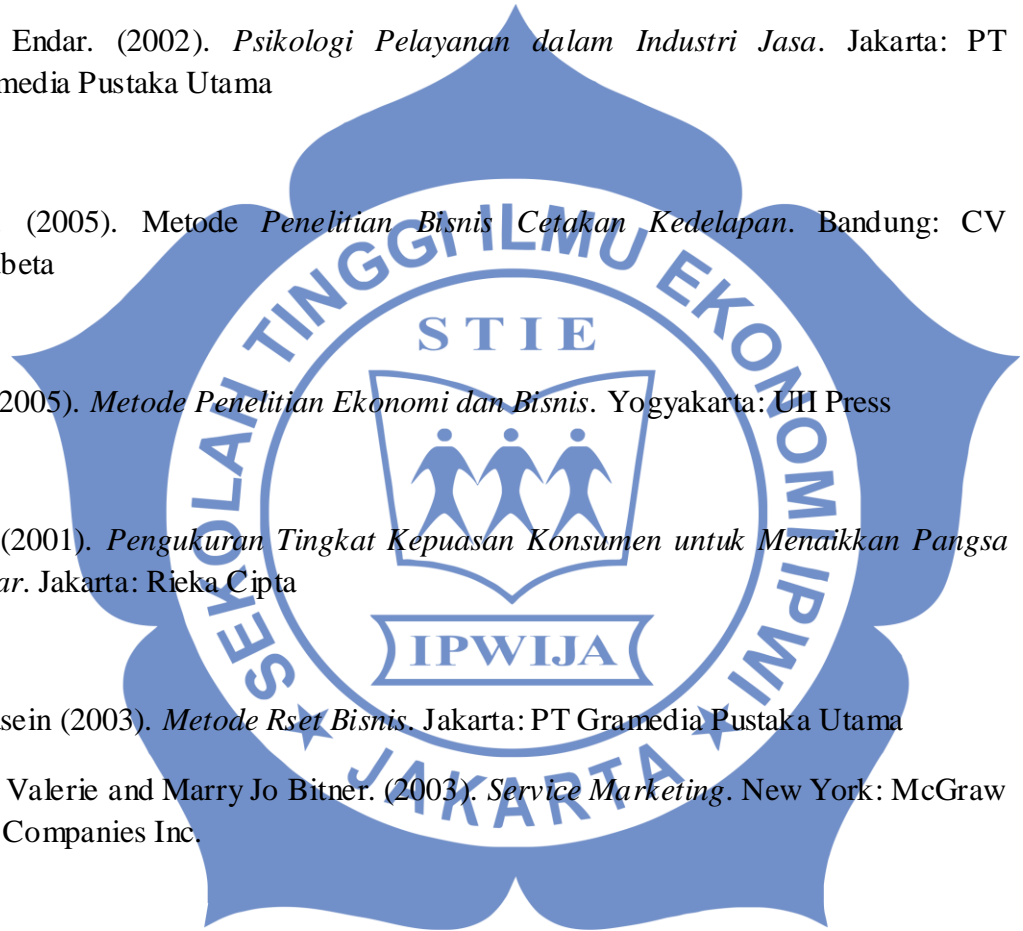 Endar. (2002). Psikologi Pelayanan dalam Industri Jasa. Jakarta: PT
media Pustaka Utama
(2005). Metode Penelitian Bisnis Cetakan Kedelapan. Bandung: CV
beta
2005). Metode Penelitian Ekonomi dan Bisnis. Yogyakarta: UII Press
(2001). Pengukuran Tingkat Kepuasan Konsumen untuk Menaikkan Pangsa
ar. Jakarta: Rieka Cipta
sein (2003). Metode Rset Bisnis. Jakarta: PT Gramedia Pustaka Utama
Valerie and Marry Jo Bitner. (2003). Service Marketing. New York: McGraw
Companies Inc.
SEKOLAH TINGGI ILMU EKONOMI IPWI
JAKARTA
STIE
IPWIJA